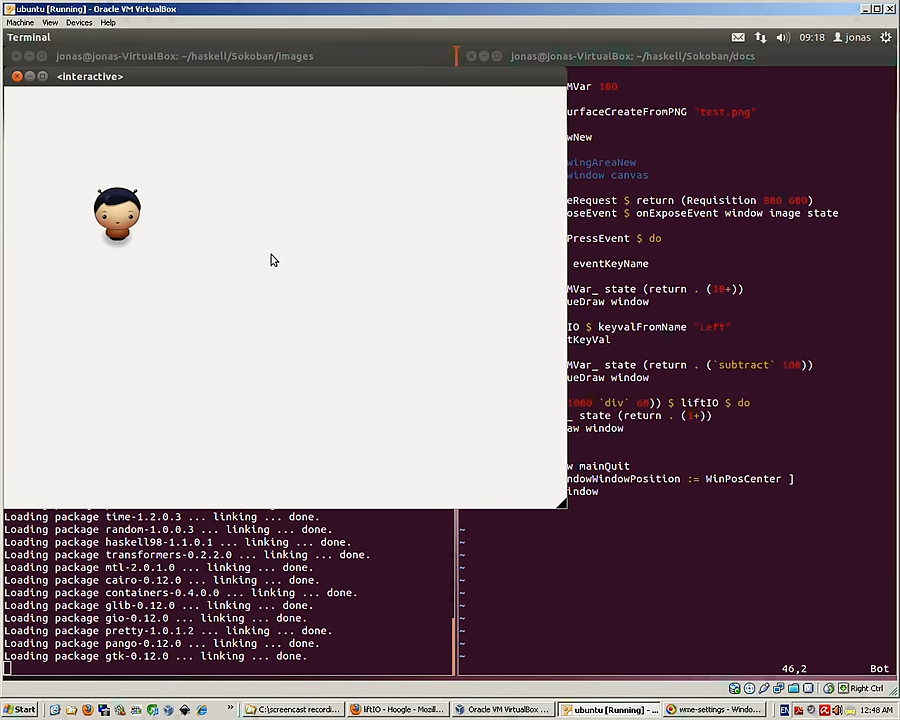 ubuntu [Running] - Oracle VM VirtualBox
Machine View Devices Help
Terminal 09:18 jonas
jonas@jonas-VirtualBox: ~/haskell/Sokoban/images
jonas@jonas-VirtualBox: ~/haskell/Sokoban/docs
<interactive>
MVar 100
urfaceCreateFromPNG "test.png"
wNew
wingAreaNew
window canvas
eRequest $ return (Requisition 800 600)
oseEvent $ onExposeEvent window image state
PressEvent $ do
eventKeyName
MVar_ state (return . (10+))
ueDraw window
IO $ keyvalFromName "Left"
tKeyVal
MVar_ state (return . (`subtract` 100))
ueDraw window
1000 `div` 60)) $ liftIO $ do
_ state (return . (1+))
aw window
w mainQuit
ndowWindowPosition := WinPosCenter ]
indow
Loading package time-1.2.0.3 ... linking ... done.
Loading package random-1.0.0.3 ... linking ... done.
Loading package haskell98-1.1.0.1 ... linking ... done.
Loading package transformers-0.2.2.0 ... linking ... done.
Loading package mtl-2.0.1.0 ... linking ... done.
Loading package cairo-0.12.0 ... linking ... done.
Loading package containers-0.4.0.0 ... linking ... done.
Loading package glib-0.12.0 ... linking ... done.
Loading package gio-0.12.0 ... linking ... done.
Loading package pretty-1.0.1.2 ... linking ... done.
Loading package pango-0.12.0 ... linking ... done.
Loading package gtk-0.12.0 ... linking ... done.
~
~
~
~
~
~
~
~
~
~
~
46,2 Bot
Right Ctrl
Start
C:\screencast recordi...
liftIO - Hoogle - Mozill...
Oracle VM VirtualBox ...
ubuntu [Running] - ...
wme-settings - Windo...
EN
12:48 AM